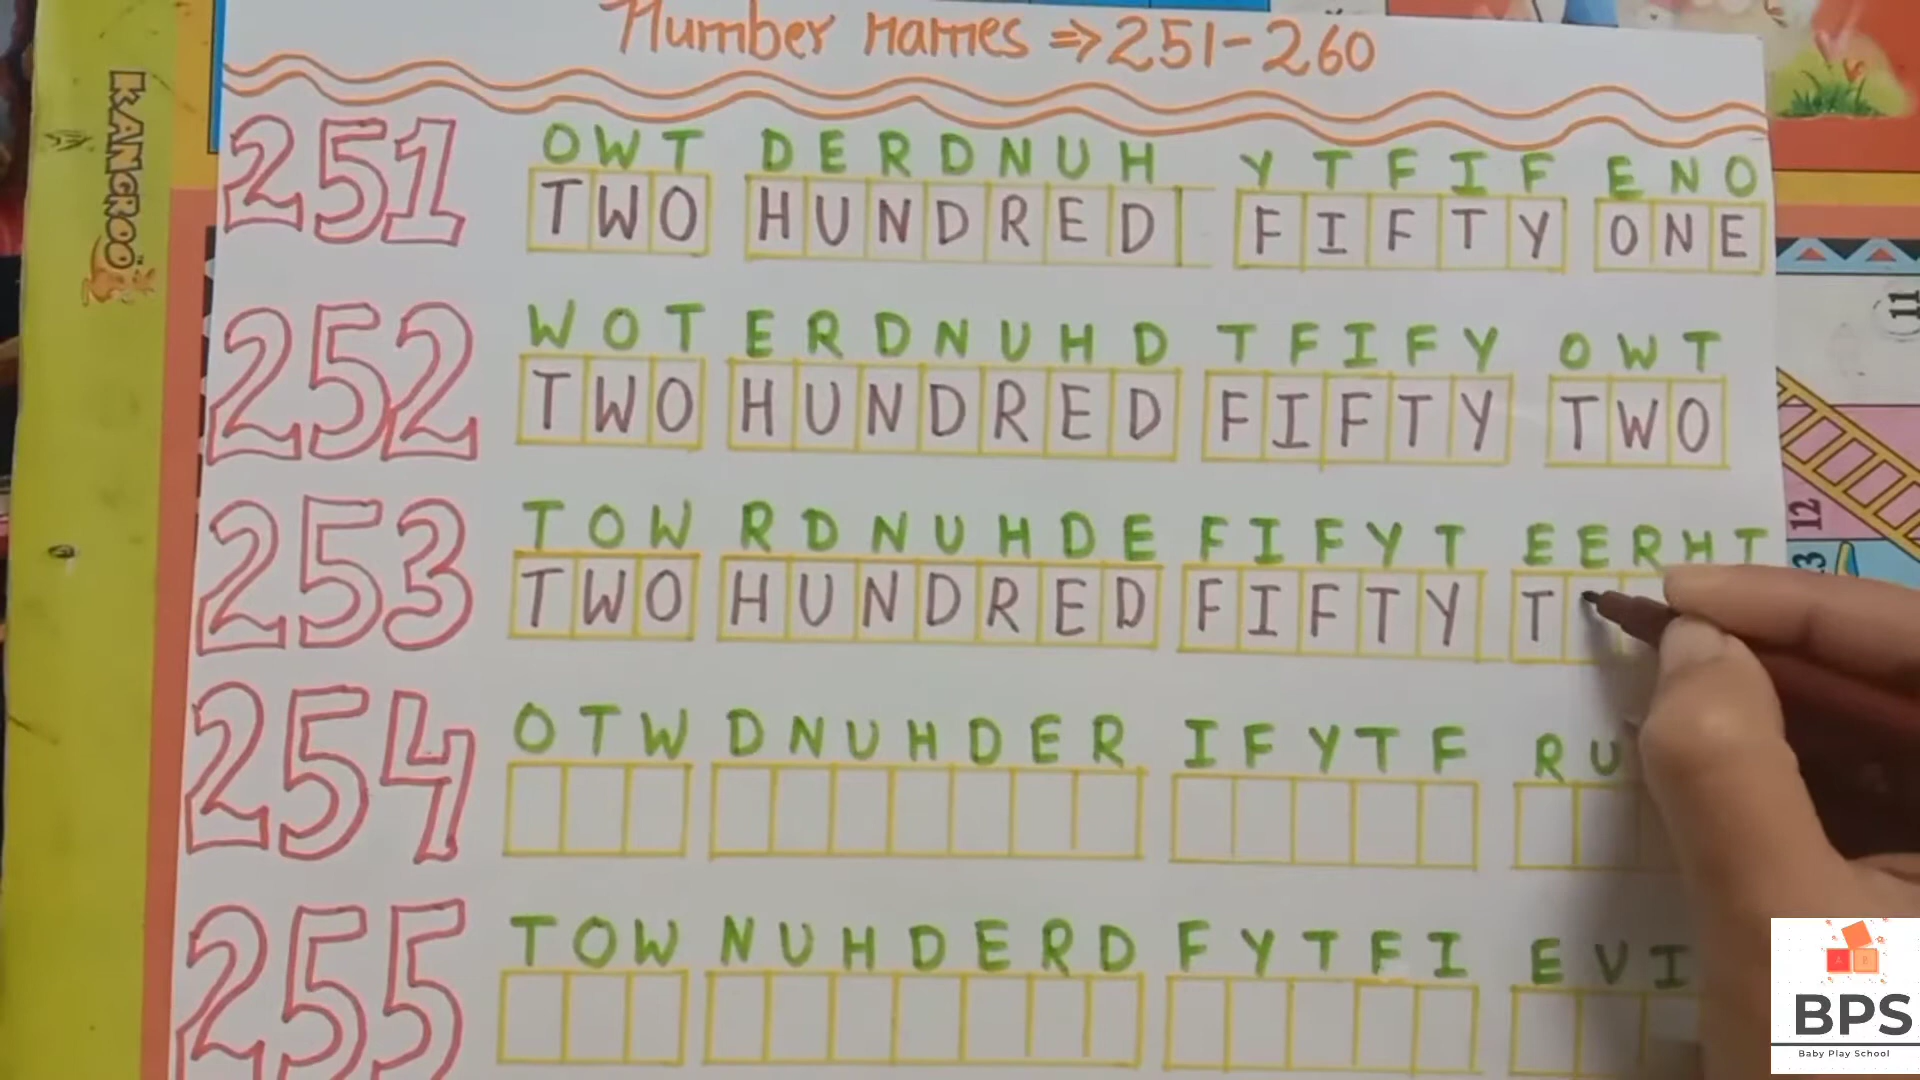 Number names ⇒ 251-260
KANGROO™
251 OWT DERDNUH YTFIF ENO
TWO HUNDRED FIFTY ONE
11
252 WOT ERDNUHD TFIFY OWT
TWO HUNDRED FIFTY TWO
253 TOW RDNUHDE FIFYT EERHT
TWO HUNDRED FIFTY T
12
13
254 OTW DNUHDER IFYTF RU
255 TOW NUHDERD FYTFI EVI
BPS
Baby Play School